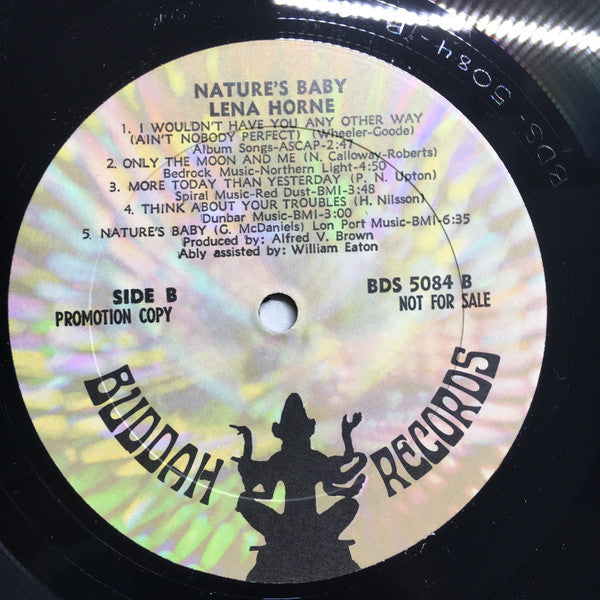 NATURE'S BABY
LENA HORNE
1. I WOULDN'T HAVE YOU ANY OTHER WAY
(AIN'T NOBODY PERFECT) (Wheeler-Goode)
Album Songs-ASCAP-2:47
2. ONLY THE MOON AND ME (N. Calloway-Roberts)
Bedrock Music-Northern Light-4:50
3. MORE TODAY THAN YESTERDAY (P. N. Upton)
Spiral Music-Red Dust-BMI-3:48
4. THINK ABOUT YOUR TROUBLES (H. Nilsson)
Dunbar Music-BMI-3:00
5. NATURE'S BABY (G. McDaniels) Lon Port Music-BMI-6:35
Produced by: Alfred V. Brown
Ably assisted by: William Eaton
SIDE B
PROMOTION COPY
BDS 5084 B
NOT FOR SALE
BUDDAH RECORDS